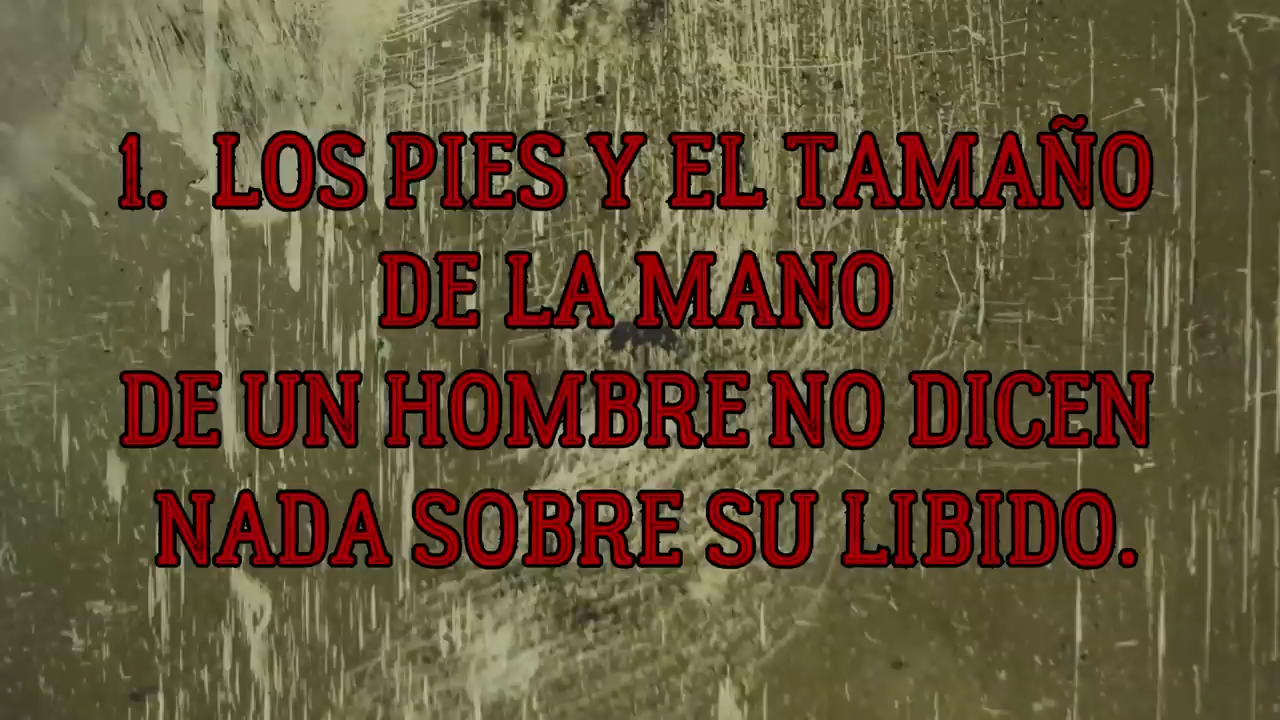 1. LOS PIES Y EL TAMAÑO
DE LA MANO
DE UN HOMBRE NO DICEN
NADA SOBRE SU LIBIDO.